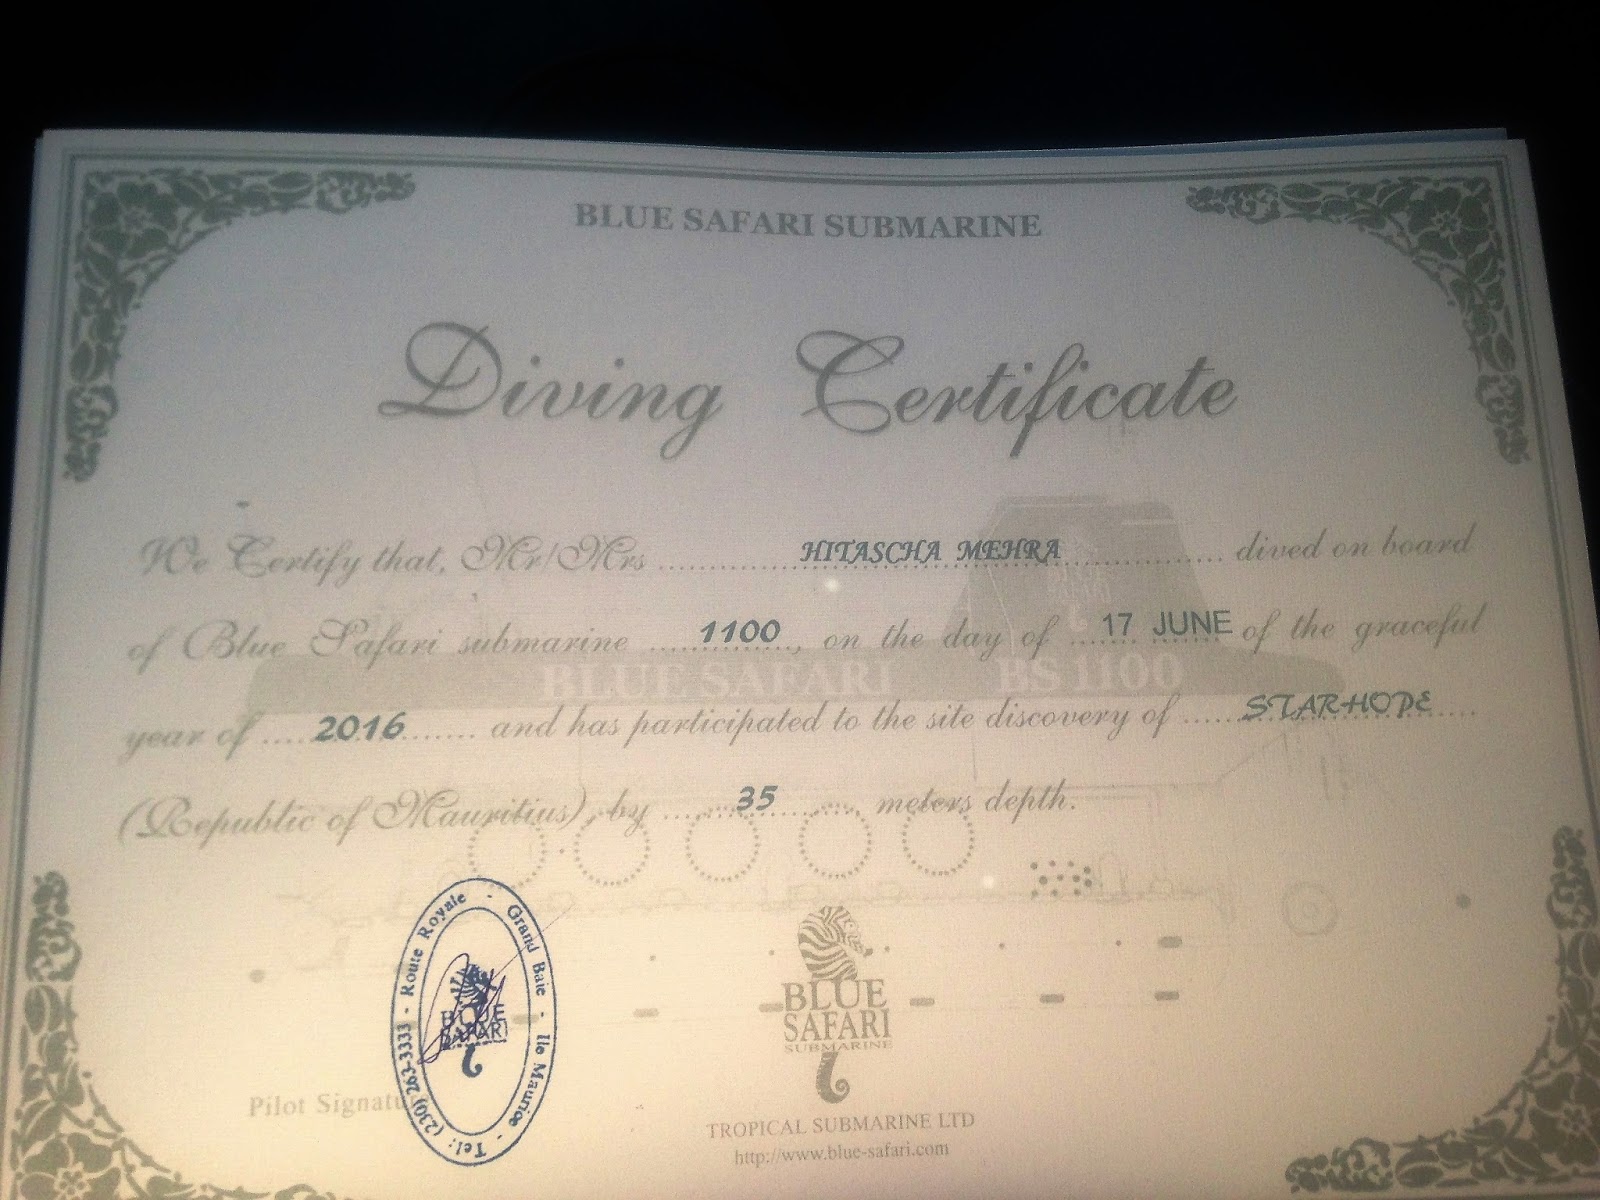 BLUE SAFARI SUBMARINE
Diving Certificate
We Certify that, Mr/Mrs ............ HITASCHA MEHRA ............ dived on board
of Blue Safari submarine ... 1100 ..., on the day of ... 17 JUNE of the graceful
BLUE SAFARI BS 1100
year of .... 2016 ....... and has participated to the site discovery of ...... STAR HOPE ....
(Republic of Mauritius), by ....... 35 ....... meters depth.
Route Royale - Grand Baie - Ile Maurice - Tel: (230) 263-3333 -
BLUE
SAFARI
BLUE
SAFARI
SUBMARINE
Pilot Signatu
TROPICAL SUBMARINE LTD
http://www.blue-safari.com